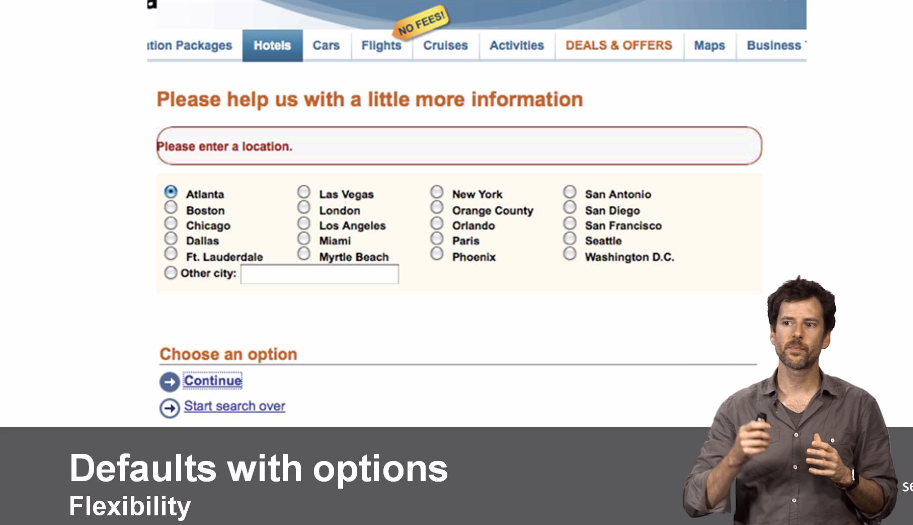 NO FEES!
tion Packages Hotels Cars Flights Cruises Activities DEALS & OFFERS Maps Business
Please help us with a little more information
Please enter a location.
Atlanta Las Vegas New York San Antonio
Boston London Orange County San Diego
Chicago Los Angeles Orlando San Francisco
Dallas Miami Paris Seattle
Ft. Lauderdale Myrtle Beach Phoenix Washington D.C.
Other city:
Choose an option
Continue
Start search over
Defaults with options
Flexibility
se